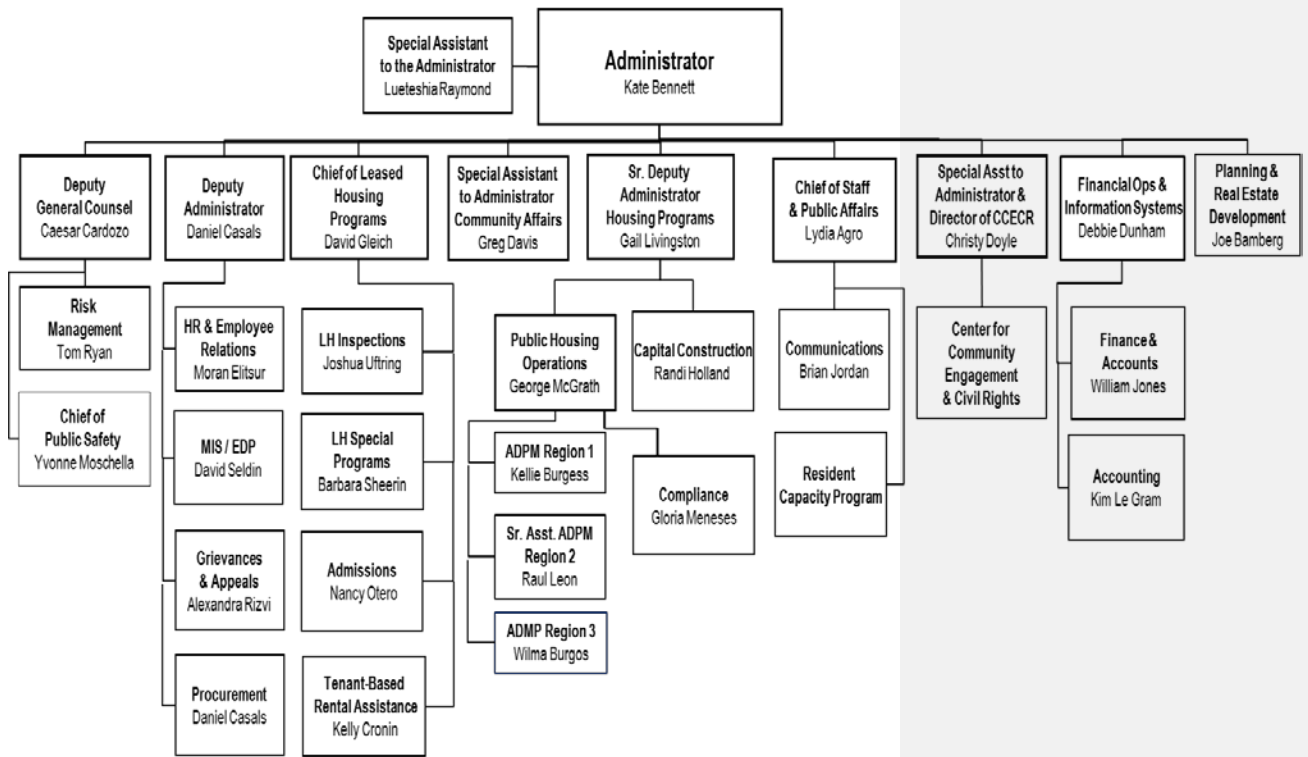 Special Assistant
to the Administrator
Lueteshia Raymond
Administrator
Kate Bennett
Deputy
General Counsel
Caesar Cardozo
Deputy
Administrator
Daniel Casals
Chief of Leased
Housing
Programs
David Gleich
Special Assistant
to Administrator
Community Affairs
Greg Davis
Sr. Deputy
Administrator
Housing Programs
Gail Livingston
Chief of Staff
& Public Affairs
Lydia Agro
Special Asst to
Administrator &
Director of CCECR
Christy Doyle
Financial Ops &
Information Systems
Debbie Dunham
Planning &
Real Estate
Development
Joe Bamberg
Risk
Management
Tom Ryan
Chief of
Public Safety
Yvonne Moschella
HR & Employee
Relations
Moran Elitsur
MIS / EDP
David Seldin
Grievances
& Appeals
Alexandra Rizvi
Procurement
Daniel Casals
LH Inspections
Joshua Uftring
LH Special
Programs
Barbara Sheerin
Admissions
Nancy Otero
Tenant-Based
Rental Assistance
Kelly Cronin
Public Housing
Operations
George McGrath
Capital Construction
Randi Holland
ADPM Region 1
Kellie Burgess
Sr. Asst. ADPM
Region 2
Raul Leon
ADMP Region 3
Wilma Burgos
Compliance
Gloria Meneses
Communications
Brian Jordan
Resident
Capacity Program
Center for
Community
Engagement
& Civil Rights
Finance &
Accounts
William Jones
Accounting
Kim Le Gram